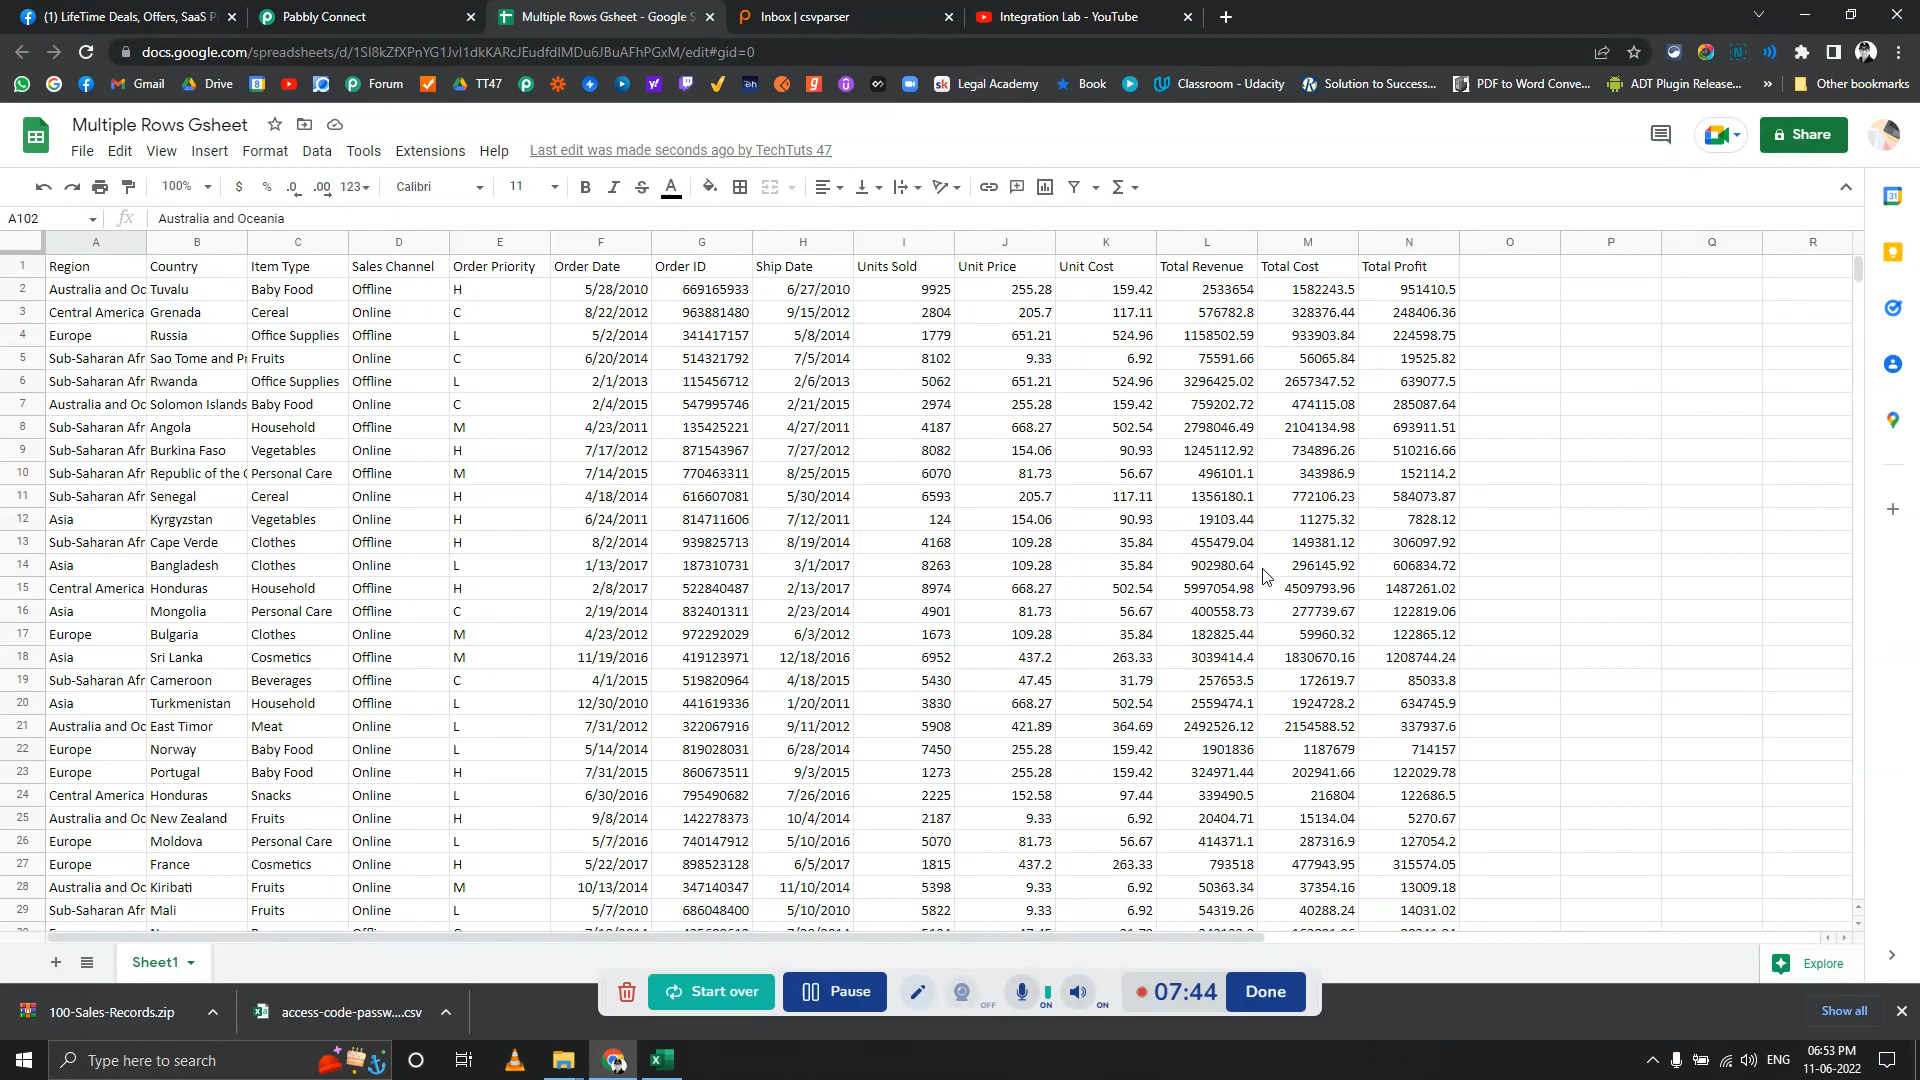 (1) LifeTime Deals, Offers, SaaS P
Pabbly Connect
Multiple Rows Gsheet - Google S
Inbox | csvparser
Integration Lab - YouTube
docs.google.com/spreadsheets/d/1SI8kZfXPnYG1JvI1dkKARcJEudfdIMDu6JBuAFhPGxM/edit#gid=0
Gmail Drive Forum TT47 Legal Academy Book Classroom - Udacity Solution to Success... PDF to Word Conve... ADT Plugin Release... » Other bookmarks
Multiple Rows Gsheet
Share
File Edit View Insert Format Data Tools Extensions Help Last edit was made seconds ago by TechTuts 47
100% $ % .0 .00 123 Calibri 11 B I S A Σ
A102 fx Australia and Oceania
A B C D E F G H I J K L M N O P Q R
1 Region Country Item Type Sales Channel Order Priority Order Date Order ID Ship Date Units Sold Unit Price Unit Cost Total Revenue Total Cost Total Profit
2 Australia and Oc Tuvalu Baby Food Offline H 5/28/2010 669165933 6/27/2010 9925 255.28 159.42 2533654 1582243.5 951410.5
3 Central America Grenada Cereal Online C 8/22/2012 963881480 9/15/2012 2804 205.7 117.11 576782.8 328376.44 248406.36
4 Europe Russia Office Supplies Offline L 5/2/2014 341417157 5/8/2014 1779 651.21 524.96 1158502.59 933903.84 224598.75
5 Sub-Saharan Afr Sao Tome and Pr Fruits Online C 6/20/2014 514321792 7/5/2014 8102 9.33 6.92 75591.66 56065.84 19525.82
6 Sub-Saharan Afr Rwanda Office Supplies Offline L 2/1/2013 115456712 2/6/2013 5062 651.21 524.96 3296425.02 2657347.52 639077.5
7 Australia and Oc Solomon Islands Baby Food Online C 2/4/2015 547995746 2/21/2015 2974 255.28 159.42 759202.72 474115.08 285087.64
8 Sub-Saharan Afr Angola Household Offline M 4/23/2011 135425221 4/27/2011 4187 668.27 502.54 2798046.49 2104134.98 693911.51
9 Sub-Saharan Afr Burkina Faso Vegetables Online H 7/17/2012 871543967 7/27/2012 8082 154.06 90.93 1245112.92 734896.26 510216.66
10 Sub-Saharan Afr Republic of the C Personal Care Offline M 7/14/2015 770463311 8/25/2015 6070 81.73 56.67 496101.1 343986.9 152114.2
11 Sub-Saharan Afr Senegal Cereal Online H 4/18/2014 616607081 5/30/2014 6593 205.7 117.11 1356180.1 772106.23 584073.87
12 Asia Kyrgyzstan Vegetables Online H 6/24/2011 814711606 7/12/2011 124 154.06 90.93 19103.44 11275.32 7828.12
13 Sub-Saharan Afr Cape Verde Clothes Offline H 8/2/2014 939825713 8/19/2014 4168 109.28 35.84 455479.04 149381.12 306097.92
14 Asia Bangladesh Clothes Online L 1/13/2017 187310731 3/1/2017 8263 109.28 35.84 902980.64 296145.92 606834.72
15 Central America Honduras Household Offline H 2/8/2017 522840487 2/13/2017 8974 668.27 502.54 5997054.98 4509793.96 1487261.02
16 Asia Mongolia Personal Care Offline C 2/19/2014 832401311 2/23/2014 4901 81.73 56.67 400558.73 277739.67 122819.06
17 Europe Bulgaria Clothes Online M 4/23/2012 972292029 6/3/2012 1673 109.28 35.84 182825.44 59960.32 122865.12
18 Asia Sri Lanka Cosmetics Offline M 11/19/2016 419123971 12/18/2016 6952 437.2 263.33 3039414.4 1830670.16 1208744.24
19 Sub-Saharan Afr Cameroon Beverages Offline C 4/1/2015 519820964 4/18/2015 5430 47.45 31.79 257653.5 172619.7 85033.8
20 Asia Turkmenistan Household Offline L 12/30/2010 441619336 1/20/2011 3830 668.27 502.54 2559474.1 1924728.2 634745.9
21 Australia and Oc East Timor Meat Online L 7/31/2012 322067916 9/11/2012 5908 421.89 364.69 2492526.12 2154588.52 337937.6
22 Europe Norway Baby Food Online L 5/14/2014 819028031 6/28/2014 7450 255.28 159.42 1901836 1187679 714157
23 Europe Portugal Baby Food Online H 7/31/2015 860673511 9/3/2015 1273 255.28 159.42 324971.44 202941.66 122029.78
24 Central America Honduras Snacks Online L 6/30/2016 795490682 7/26/2016 2225 152.58 97.44 339490.5 216804 122686.5
25 Australia and Oc New Zealand Fruits Online H 9/8/2014 142278373 10/4/2014 2187 9.33 6.92 20404.71 15134.04 5270.67
26 Europe Moldova Personal Care Online L 5/7/2016 740147912 5/10/2016 5070 81.73 56.67 414371.1 287316.9 127054.2
27 Europe France Cosmetics Online H 5/22/2017 898523128 6/5/2017 1815 437.2 263.33 793518 477943.95 315574.05
28 Australia and Oc Kiribati Fruits Online M 10/13/2014 347140347 11/10/2014 5398 9.33 6.92 50363.34 37354.16 13009.18
29 Sub-Saharan Afr Mali Fruits Online L 5/7/2010 686048400 5/10/2010 5822 9.33 6.92 54319.26 40288.24 14031.02
Sheet1
Explore
Start over Pause OFF ON ON 07:44 Done
100-Sales-Records.zip access-code-passw....csv Show all
Type here to search
ENG
06:53 PM
11-06-2022